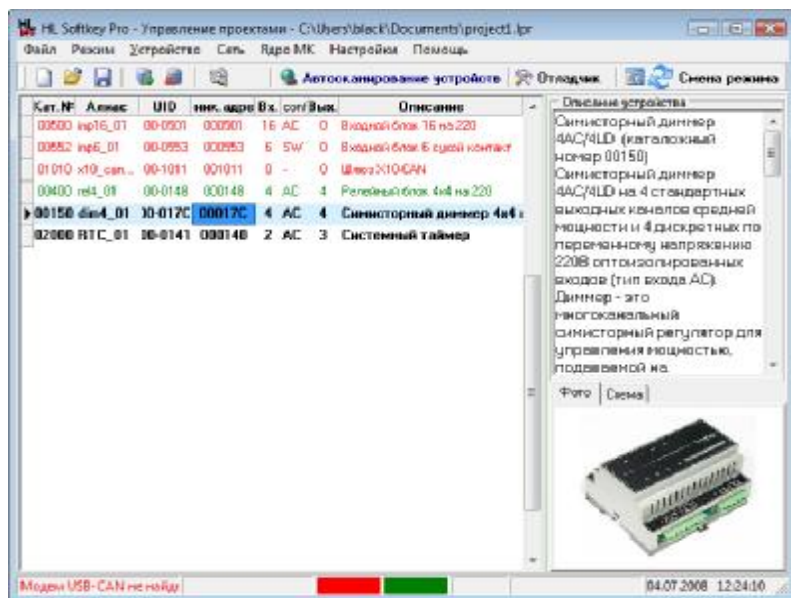 HL Softkey Pro - Управление проектами - C:\Users\black\Documents\project1.lpr
Файл Режим Устройство Сеть Ядро МК Настройки Помощь
Автосканирование устройств Отладчик Смена режима
Кат. № Алиас UID ник. адре Вх. conf Вых. Описание
00500 inp16_01 00-0501 000501 16 AC 0 Входной блок 16 на 220
00552 inp6_01 00-0553 000553 6 SW 0 Входной блок 6 сухой контакт
01010 x10_can... 00-1011 001011 0 - 0 Шлюз X10-CAN
00400 rel4_01 00-0148 000148 4 AC 4 Релейный блок 4x4 на 220
00150 dim4_01 00-017C 00017C 4 AC 4 Симисторный диммер 4x4
02000 RTC_01 2 AC 3 Системный таймер
Описание устройства
Симисторный диммер
4AC/4LD (каталожный
номер 00150)
Симисторный диммер
4AC/4LD на 4 стандартных
выходных каналов средней
мощности и 4 дискретных по
переменному напряжению
220В оптоизолированных
входов (тип входа AC).
Диммер - это
многоканальный
симисторный регулятор для
управления мощностью,
подаваемой на
Фото Схема
Модем USB-CAN не найде
04.07.2008 12:24:10